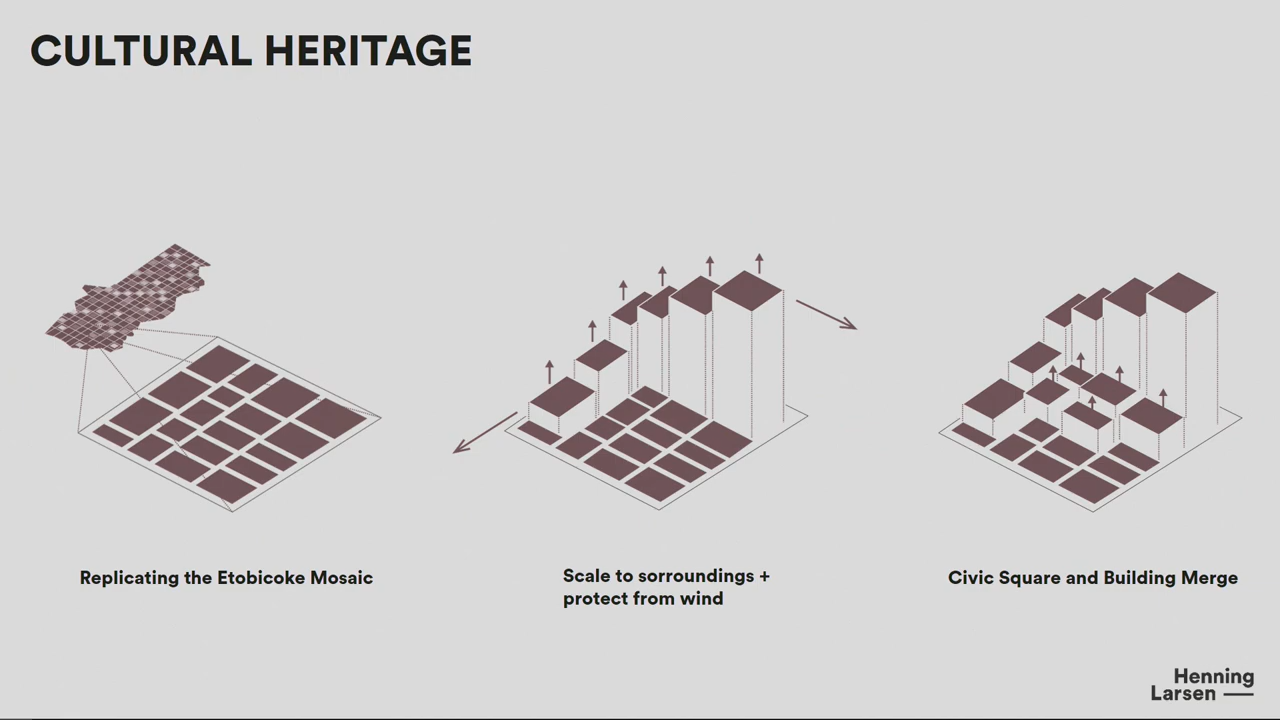 CULTURAL HERITAGE
Replicating the Etobicoke Mosaic
Scale to sorroundings +
protect from wind
Civic Square and Building Merge
Henning
Larsen